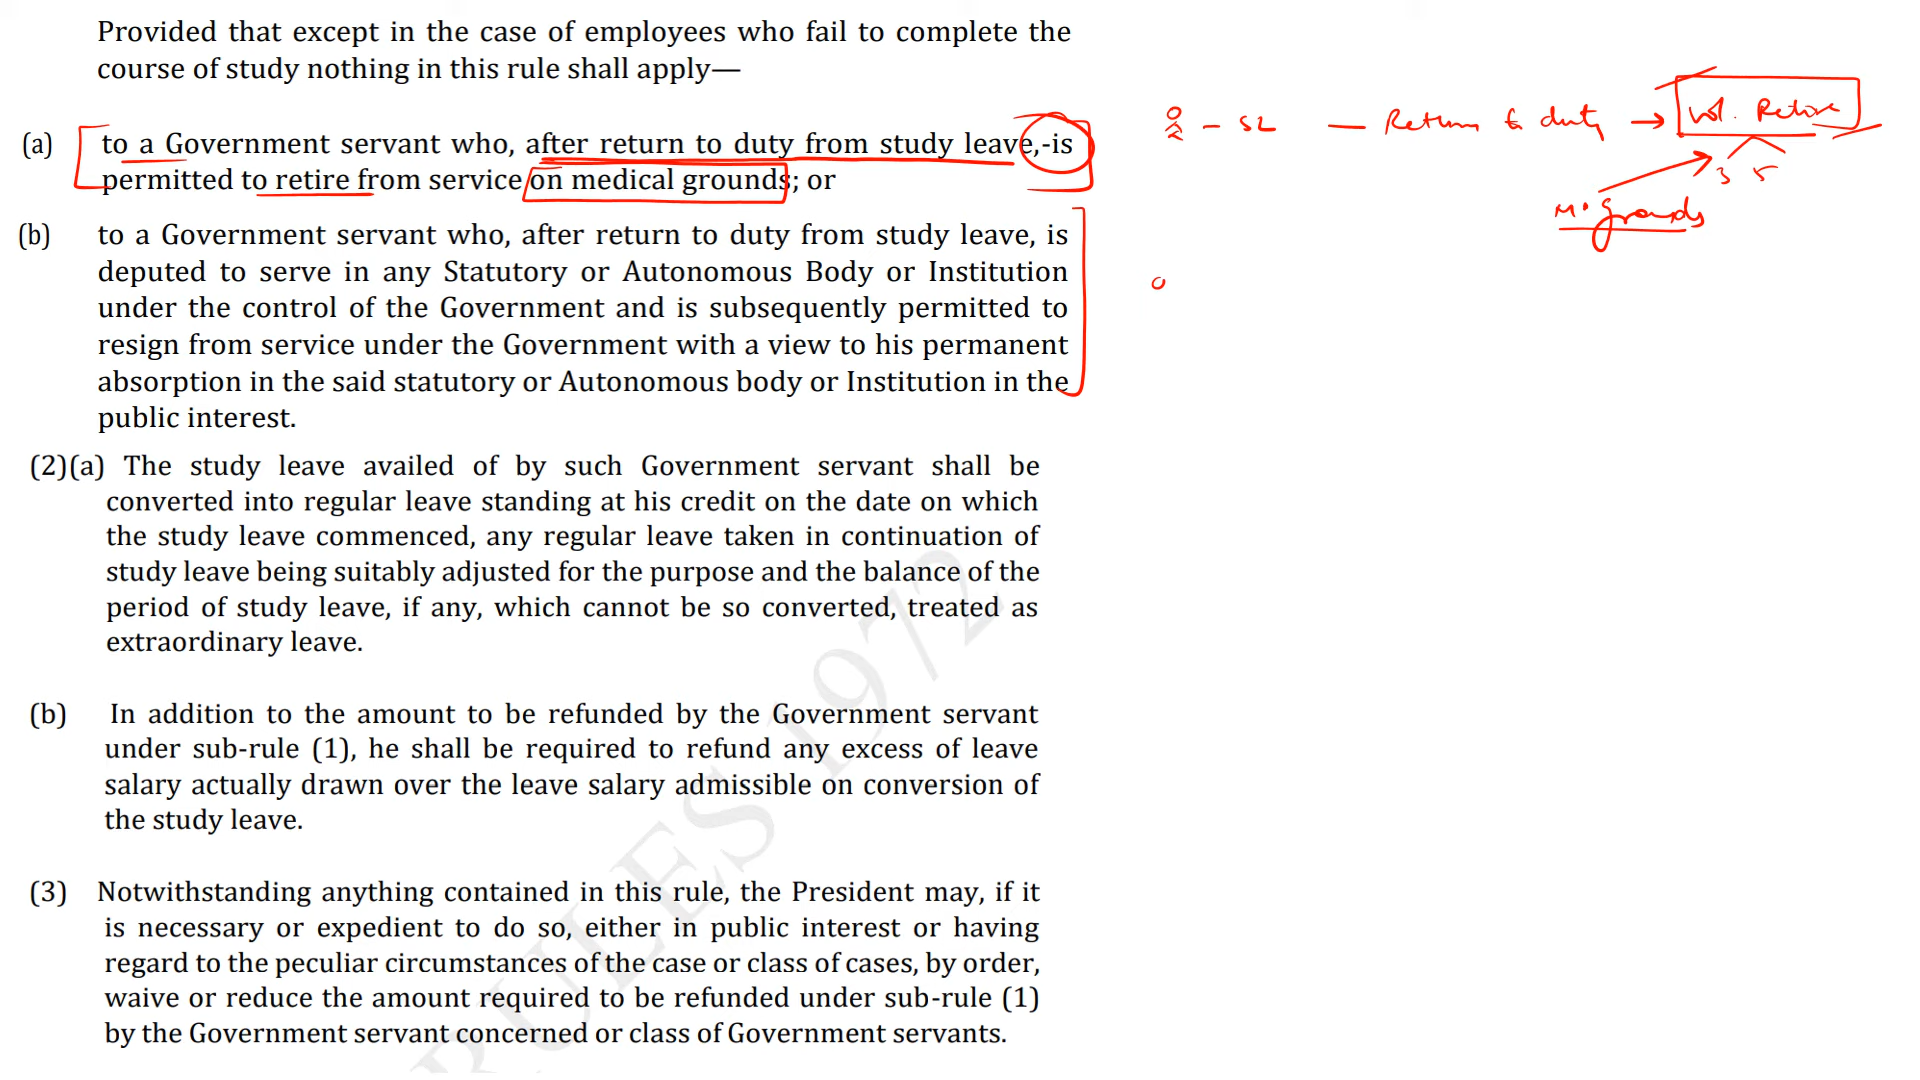 Provided that except in the case of employees who fail to complete the
course of study nothing in this rule shall apply—
(a) to a Government servant who, after return to duty from study leave,-is
permitted to retire from service on medical grounds; or
- SL — Return to duty → Vol. Retire
3 5
M. grounds
(b) to a Government servant who, after return to duty from study leave, is
deputed to serve in any Statutory or Autonomous Body or Institution
under the control of the Government and is subsequently permitted to
resign from service under the Government with a view to his permanent
absorption in the said statutory or Autonomous body or Institution in the
public interest.
(2)(a) The study leave availed of by such Government servant shall be
converted into regular leave standing at his credit on the date on which
the study leave commenced, any regular leave taken in continuation of
study leave being suitably adjusted for the purpose and the balance of the
period of study leave, if any, which cannot be so converted, treated as
extraordinary leave.
(b) In addition to the amount to be refunded by the Government servant
under sub-rule (1), he shall be required to refund any excess of leave
salary actually drawn over the leave salary admissible on conversion of
the study leave.
(3) Notwithstanding anything contained in this rule, the President may, if it
is necessary or expedient to do so, either in public interest or having
regard to the peculiar circumstances of the case or class of cases, by order,
waive or reduce the amount required to be refunded under sub-rule (1)
by the Government servant concerned or class of Government servants.
RULES 1972